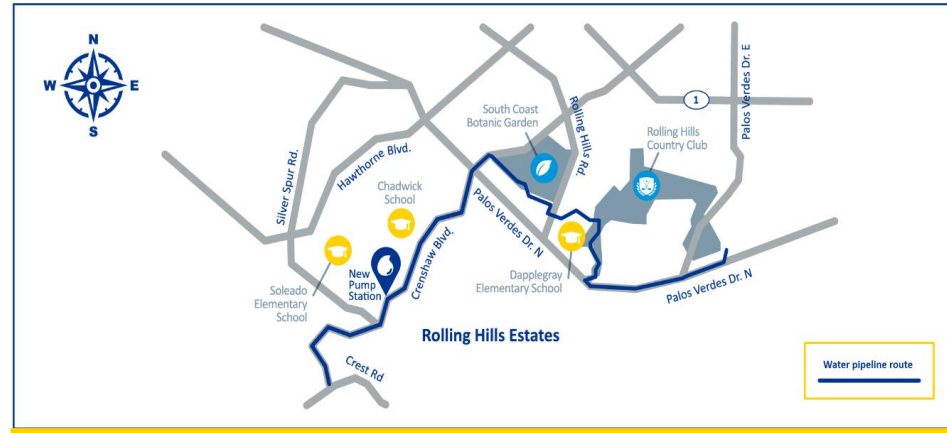 N
W
E
S
Silver Spur Rd.
Hawthorne Blvd.
Chadwick
School
South Coast
Botanic Garden
Rolling Hills Rd.
1
Palos Verdes Dr. E
Rolling Hills
Country Club
Soleado
Elementary
School
New
Pump
Station
Crenshaw Blvd.
Palos Verdes Dr. N
Dapplegray
Elementary School
Palos Verdes Dr. N
Rolling Hills Estates
Crest Rd
Water pipeline route